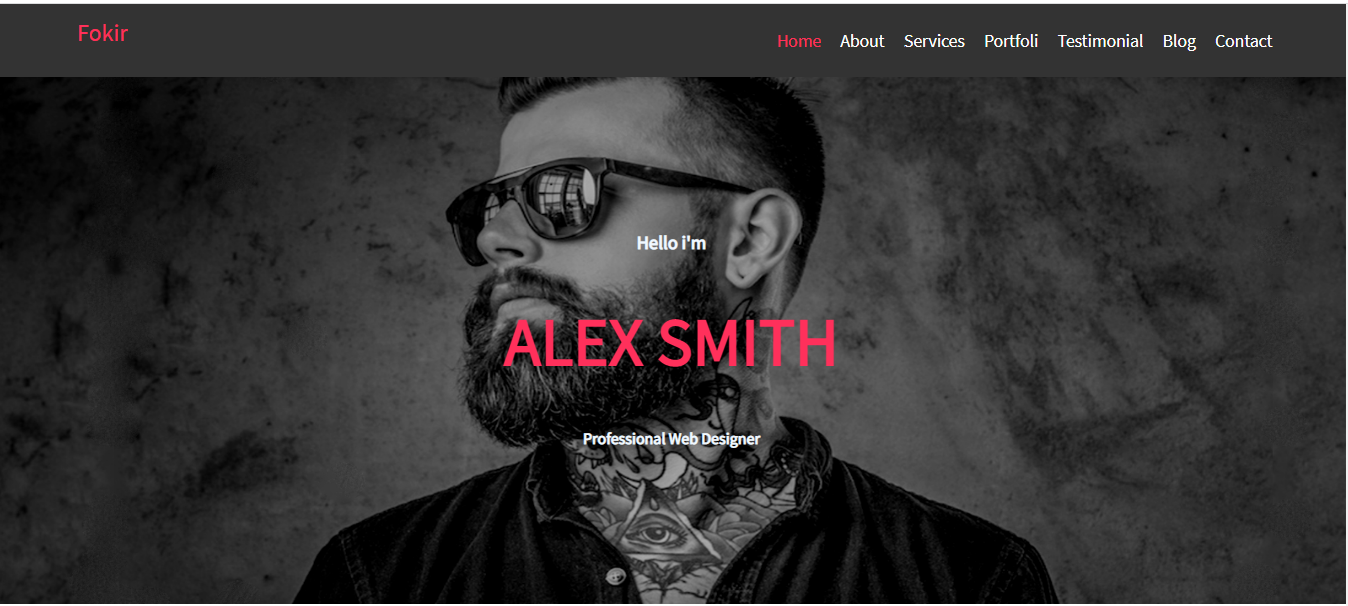 Fokir
Home About Services Portfoli Testimonial Blog Contact
Hello i'm
ALEX SMITH
Professional Web Designer